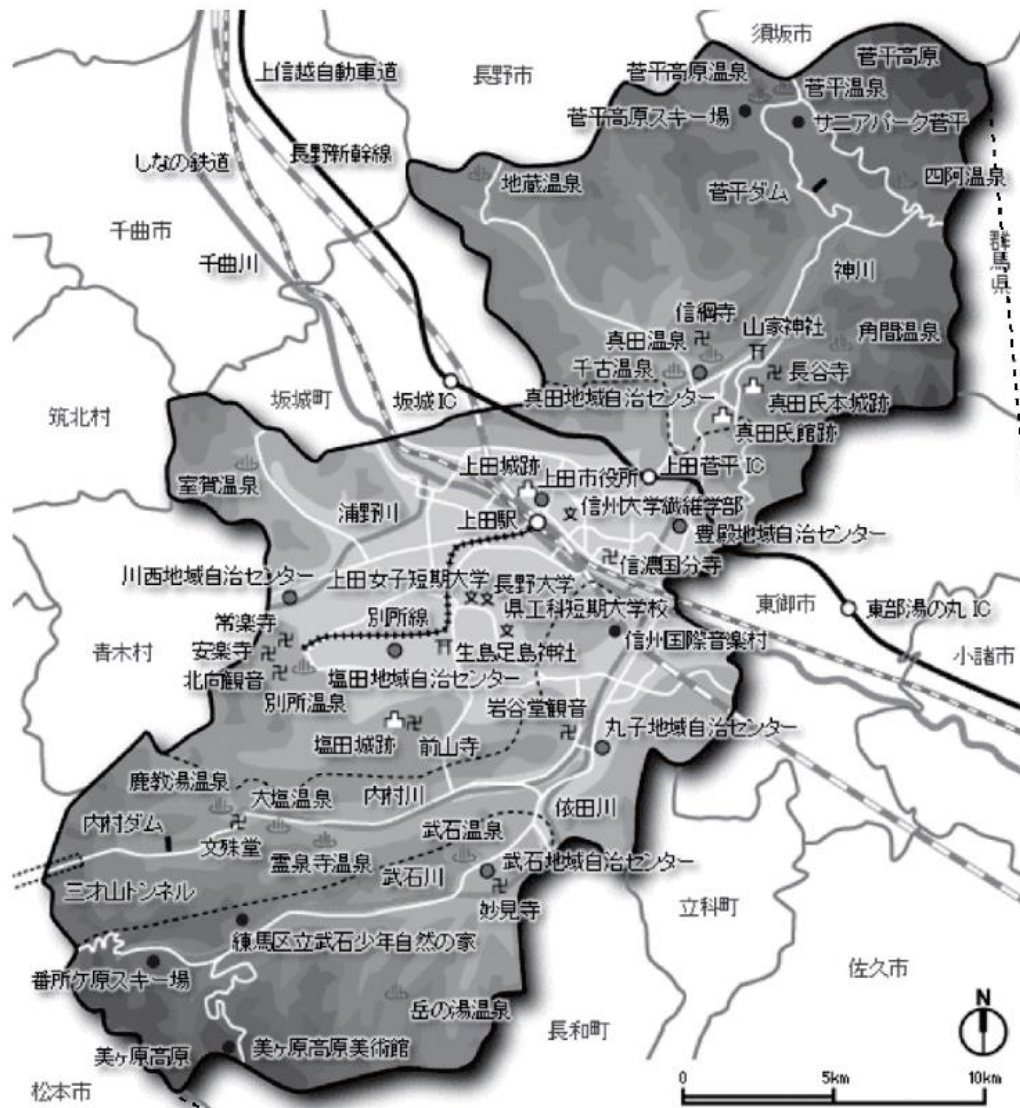 須坂市
菅平高原
上信越自動車道
長野市
菅平高原温泉
菅平温泉
菅平高原スキー場
サニアパーク菅平
長野新幹線
しなの鉄道
地蔵温泉
菅平ダム
四阿温泉
千曲市
群馬県
千曲川
神川
信綱寺
山家神社
角間温泉
真田温泉
千古温泉
長谷寺
坂城町
坂城IC
真田地域自治センター
真田氏本城跡
筑北村
真田氏館跡
上田城跡
上田市役所
上田菅平IC
室賀温泉
浦野川
上田駅
信州大学繊維学部
豊殿地域自治センター
信濃国分寺
川西地域自治センター
上田女子短期大学
長野大学
県工科短期大学校
東御市
東部湯の丸IC
常楽寺
別所線
信州国際音楽村
青木村
安楽寺
生島足島神社
小諸市
北向観音
塩田地域自治センター
別所温泉
岩谷堂観音
塩田城跡
前山寺
丸子地域自治センター
鹿教湯温泉
大塩温泉
内村川
依田川
内村ダム
文殊堂
武石温泉
霊泉寺温泉
武石地域自治センター
三才山トンネル
武石川
妙見寺
立科町
練馬区立武石少年自然の家
佐久市
番所ケ原スキー場
岳の湯温泉
長和町
N
美ヶ原高原
美ヶ原高原美術館
松本市
0 5km 10km